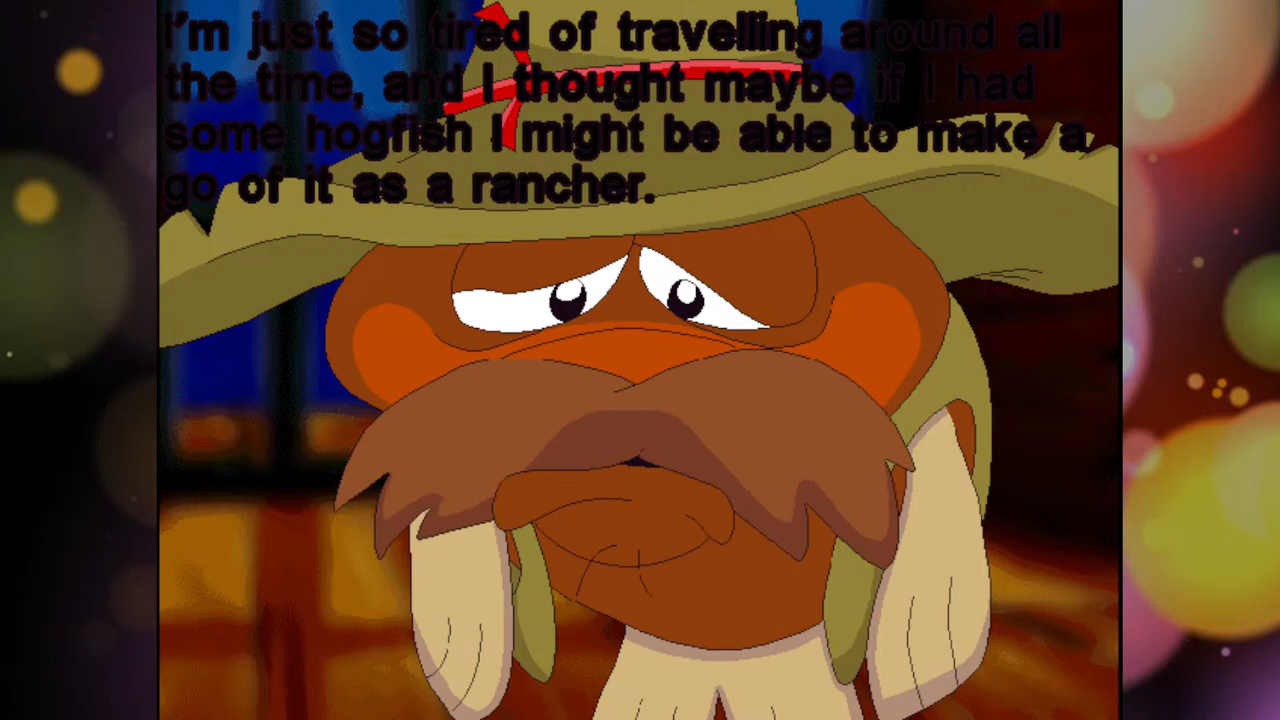 I'm just so tired of travelling around all
the time, and I thought maybe if I had
some hogfish I might be able to make a
go of it as a rancher.